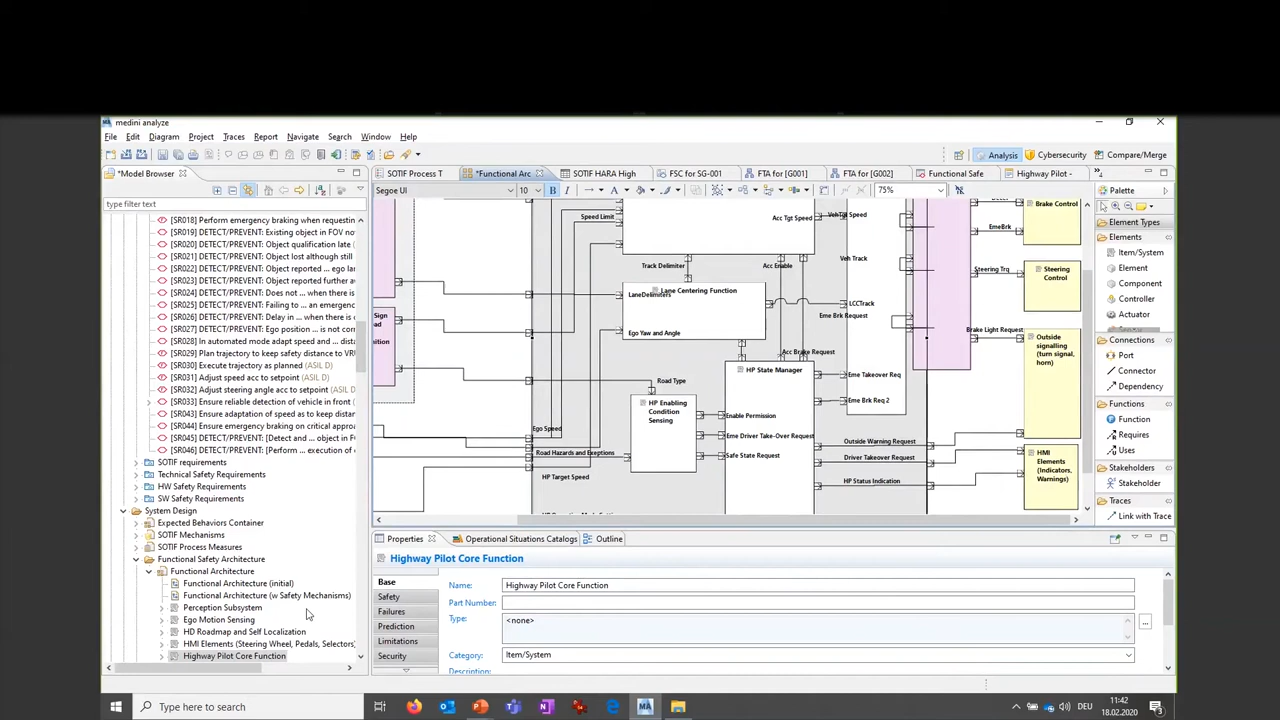 medini analyze
File Edit Diagram Project Traces Report Navigate Search Window Help
Analysis Cybersecurity Compare/Merge
*Model Browser
SOTIF Process T
*Functional Arc
SOTIF HARA High
FSC for SG-001
FTA for [G001]
FTA for [G002]
Functional Safe
Highway Pilot -
type filter text
Segoe UI
10
75%
[SR018] Perform emergency braking when requestin
[SR019] DETECT/PREVENT: Existing object in FOV no
[SR020] DETECT/PREVENT: Object qualification late (
[SR021] DETECT/PREVENT: Object lost although still
[SR022] DETECT/PREVENT: Object reported ... ego lar
[SR023] DETECT/PREVENT: Object reported further a
[SR024] DETECT/PREVENT: Does not ... when there is
[SR025] DETECT/PREVENT: Failing to ... an emergenc
[SR026] DETECT/PREVENT: Delay in ... when there is
[SR027] DETECT/PREVENT: Ego position ... is not corr
[SR028] In automated mode adapt speed and ... dist
[SR029] Plan trajectory to keep safety distance to VRU
[SR030] Execute trajectory as planned (ASIL D)
[SR031] Adjust speed acc to setpoint (ASIL D)
[SR032] Adjust steering angle acc to setpoint (ASIL D)
[SR033] Ensure reliable detection of vehicle in front (
[SR043] Ensure adaptation of speed as to keep distan
[SR044] Ensure emergency braking on critical approa
[SR045] DETECT/PREVENT: [Detect and ... object in FO
[SR046] DETECT/PREVENT: [Perform ... execution of e
SOTIF requirements
Technical Safety Requirements
HW Safety Requirements
SW Safety Requirements
System Design
Expected Behaviors Container
SOTIF Mechanisms
SOTIF Process Measures
Functional Safety Architecture
Functional Architecture
Functional Architecture (initial)
Functional Architecture (w Safety Mechanisms)
Perception Subsystem
Ego Motion Sensing
HD Roadmap and Self Localization
HMI Elements (Steering Wheel, Pedals, Selectors)
Highway Pilot Core Function
Speed Limit
Acc Tgt Speed
VehTgt Speed
Track Delimiter
Acc Enable
Veh Track
Lane Centering Function
LaneDelimiters
LCCTrack
Eme Brk Request
Ego Yaw and Angle
Acc Brake Request
HP State Manager
Road Type
Eme Takeover Req
HP Enabling
Condition
Sensing
Enable Permission
Eme Brk Req 2
Eme Driver Take-Over Request
Safe State Request
Ego Speed
Road Hazards and Exeptions
HP Target Speed
Outside Warning Request
Driver Takeover Request
HP Status Indication
Sign
Brake Control
EmeBrk
Steering Trq
Steering
Control
Brake Light Request
Outside
signalling
(turn signal,
horn)
HMI
Elements
(Indicators,
Warnings)
Palette
Element Types
Elements
Item/System
Element
Component
Controller
Actuator
Connections
Port
Connector
Dependency
Functions
Function
Requires
Uses
Stakeholders
Stakeholder
Traces
Link with Trace
Properties
Operational Situations Catalogs
Outline
Highway Pilot Core Function
Base
Safety
Failures
Prediction
Limitations
Security
Name: Highway Pilot Core Function
Part Number:
Type: <none>
...
Category: Item/System
Description:
Type here to search
DEU
11:42
18.02.2020